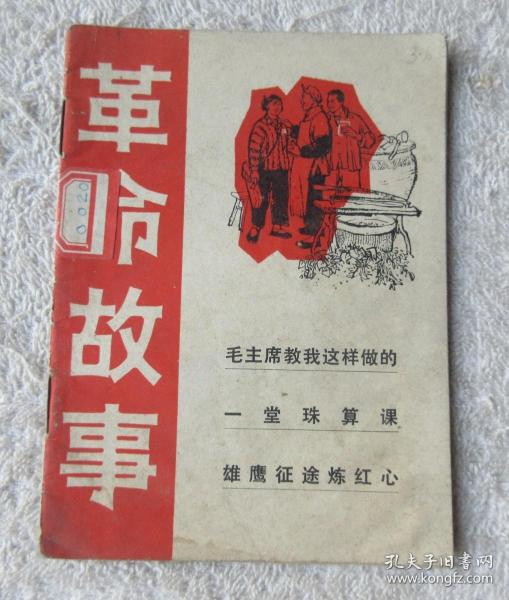 革命故事
0020
毛主席教我这样做的
一堂珠算课
雄鹰征途炼红心
孔夫子旧书网
www.kongfz.com